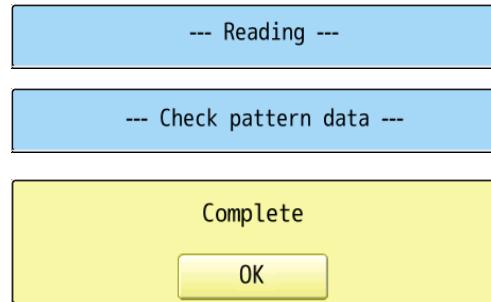 --- Reading ---
--- Check pattern data ---
Complete
OK